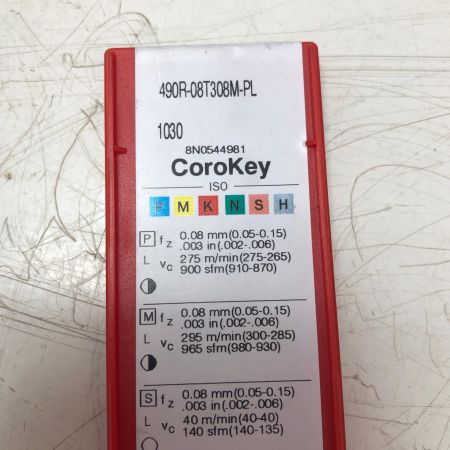 490R-08T308M-PL
1030
8N0544981
CoroKey
ISO
P M K N S H
P fz 0.08 mm(0.05-0.15)
.003 in(.002-.006)
L vc 275 m/min(275-265)
900 sfm(910-870)
M fz 0.08 mm(0.05-0.15)
.003 in(.002-.006)
L vc 295 m/min(300-285)
965 sfm(980-930)
S fz 0.08 mm(0.05-0.15)
.003 in(.002-.006)
L vc 40 m/min(40-40)
140 sfm(140-135)